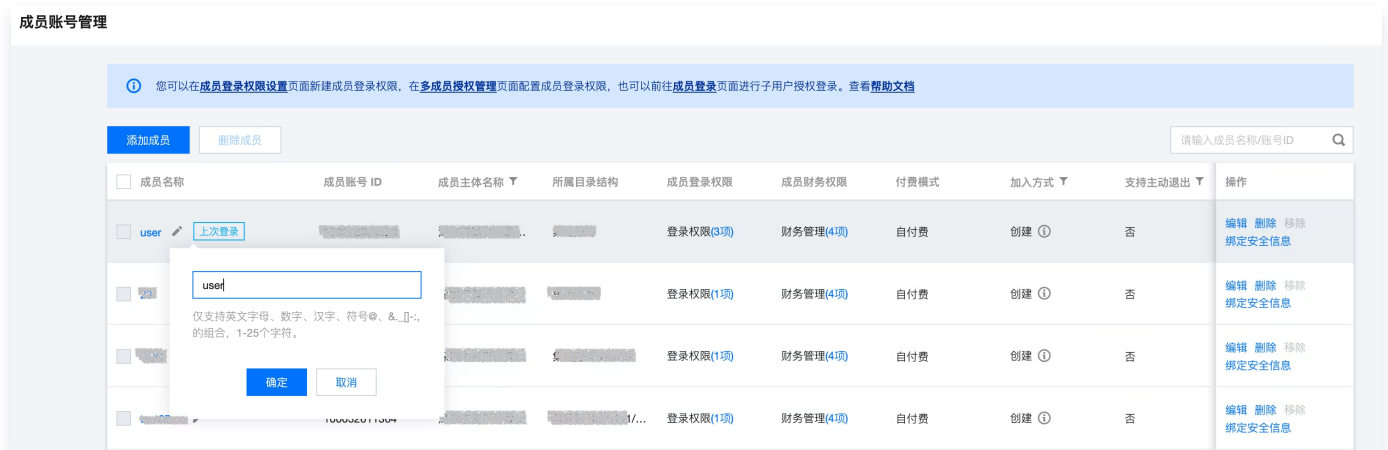 成员账号管理
您可以在成员登录权限设置页面新建成员登录权限，在多成员授权管理页面配置成员登录权限，也可以前往成员登录页面进行子用户授权登录。查看帮助文档
添加成员 删除成员 请输入成员名称/账号ID
成员名称 成员账号 ID 成员主体名称 所属目录结构 成员登录权限 成员财务权限 付费模式 加入方式 支持主动退出 操作
user 上次登录 登录权限(3项) 财务管理(4项) 自付费 创建 否 编辑 删除 移除
绑定安全信息
user
仅支持英文字母、数字、汉字、符号@、&._[]-:,
的组合，1-25个字符。
确定 取消
登录权限(1项) 财务管理(4项) 自付费 创建 否 编辑 删除 移除
绑定安全信息
登录权限(1项) 财务管理(4项) 自付费 创建 否 编辑 删除 移除
绑定安全信息
登录权限(1项) 财务管理(4项) 自付费 创建 否 编辑 删除 移除
绑定安全信息